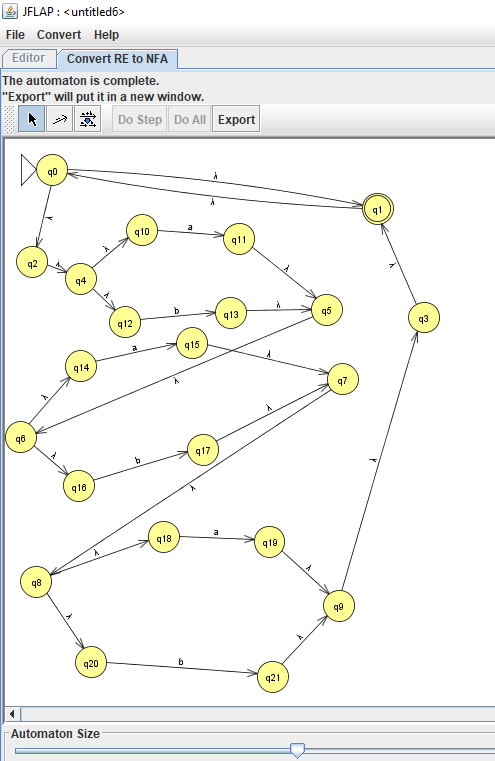 JFLAP : <untitled6>
File Convert Help
Editor Convert RE to NFA
The automaton is complete.
"Export" will put it in a new window.
Do Step Do All Export
q0
λ
λ
q1
λ
q10
a
q11
q2
λ
λ
q4
λ
λ
λ
q12
b
q13
λ
q5
q3
q14
a
q15
λ
q7
λ
λ
λ
q6
λ
b
q17
q16
λ
λ
q18
a
q19
λ
q8
λ
λ
q9
λ
q20
b
q21
Automaton Size